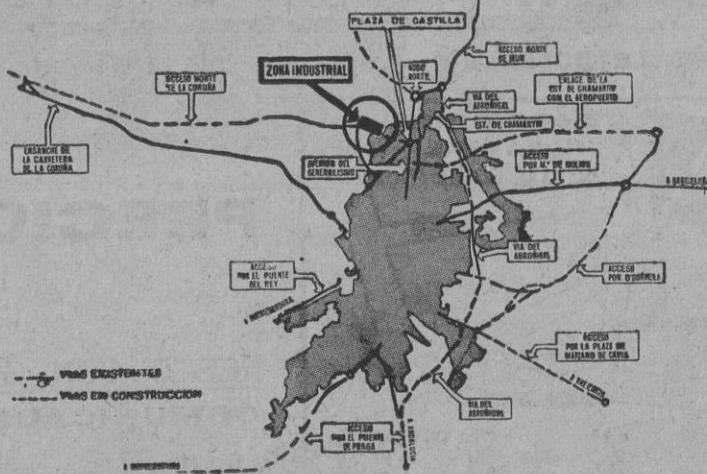 PLAZA DE CASTILLA
ACCESO NORTE
DE IRUN
ZONA INDUSTRIAL
NUDO
NORTE
ACCESO NORTE
DE LA CORUÑA
VIA DEL
ABROÑIGAL
ENLACE DE LA
EST. DE CHAMARTIN
CON EL AEROPUERTO
EST. DE CHAMARTIN
ENSANCHE DE
LA CARRETERA
DE LA CORUÑA
AVENIDA DEL
GENERALISIMO
ACCESO
POR Mª DE MOLINA
A BARCELONA
VIA DEL
ABROÑIGAL
ACCESO
POR EL PUENTE
DEL REY
ACCESO
POR O'DONNELL
A EXTREMADURA
ACCESO
POR LA PLAZA DE
MARIANO DE CAVIA
VIAS EXISTENTES
VIAS EN CONSTRUCCION
A VALENCIA
VIA DEL
ABROÑIGAL
ACCESO
POR EL PUENTE
DE PRAGA
A ANDALUCIA